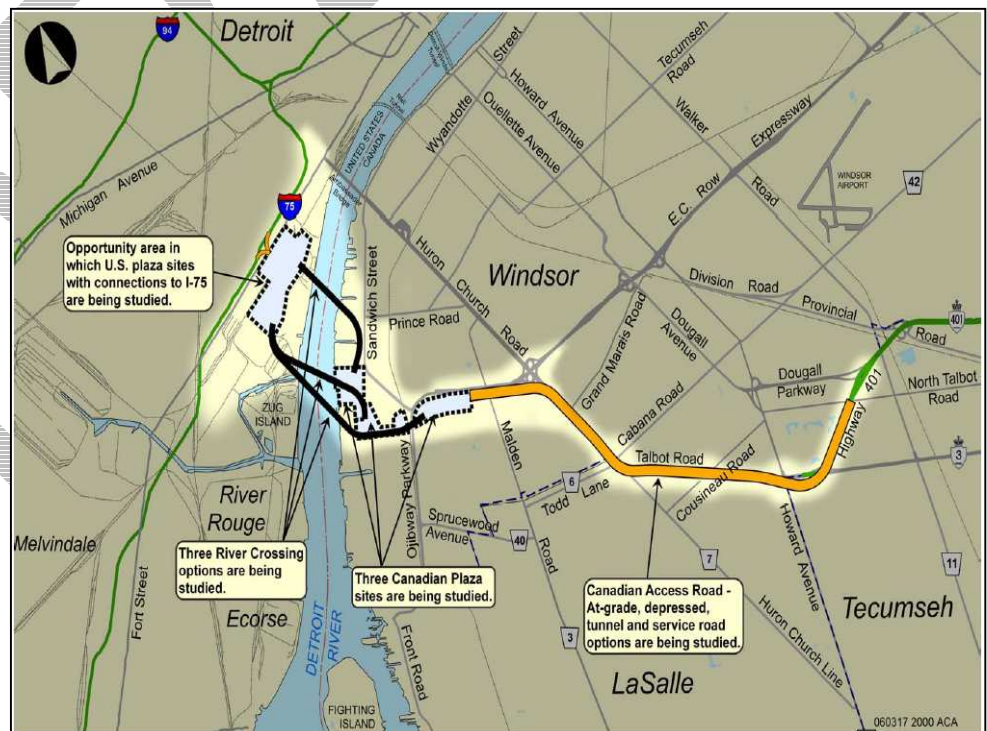 94
Detroit
Michigan Avenue
75
Opportunity area in
which U.S. plaza sites
with connections to I-75
are being studied.
UNITED STATES
CANADA
Wyandotte
Street
Howard Avenue
Ouellette Avenue
Tecumseh
Road
Walker
Road
E.C. Row
Expressway
WINDSOR
AIRPORT
42
Huron
Church
Road
Windsor
Sandwich Street
Prince Road
Division
Road
Provincial
Road
401
Grand Marais Road
Dougall
Avenue
Dougall
Parkway
North Talbot
Road
Highway
401
Cabana Road
Talbot Road
Cousineau Road
3
ZUG
ISLAND
Malden
Road
Ojibway Parkway
6
Todd
Lane
Sprucewood
Avenue
40
River
Rouge
Melvindale
Three River Crossing
options are being
studied.
Three Canadian Plaza
sites are being studied.
Canadian Access Road -
At-grade, depressed,
tunnel and service road
options are being studied.
Howard Avenue
7
11
Huron Church Line
Tecumseh
Fort Street
Ecorse
DETROIT
RIVER
Front Road
3
LaSalle
FIGHTING
ISLAND
060317 2000 ACA